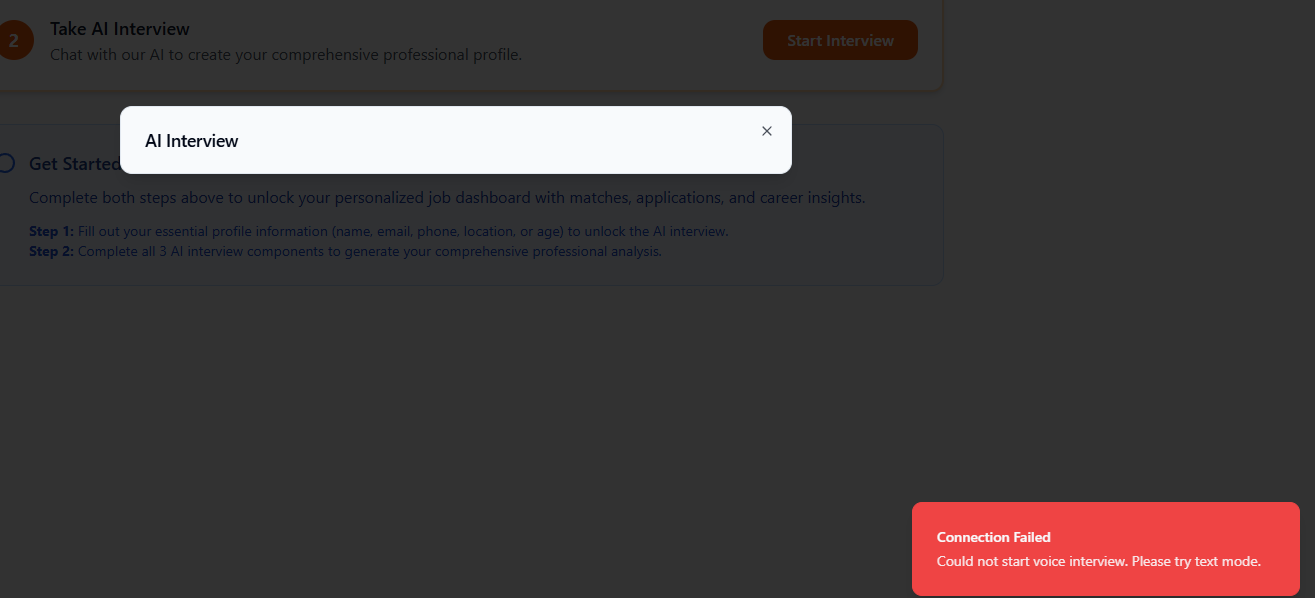 2
Take AI Interview
Chat with our AI to create your comprehensive professional profile.
Start Interview
AI Interview
Get Started
Complete both steps above to unlock your personalized job dashboard with matches, applications, and career insights.
Step 1: Fill out your essential profile information (name, email, phone, location, or age) to unlock the AI interview.
Step 2: Complete all 3 AI interview components to generate your comprehensive professional analysis.
Connection Failed
Could not start voice interview. Please try text mode.